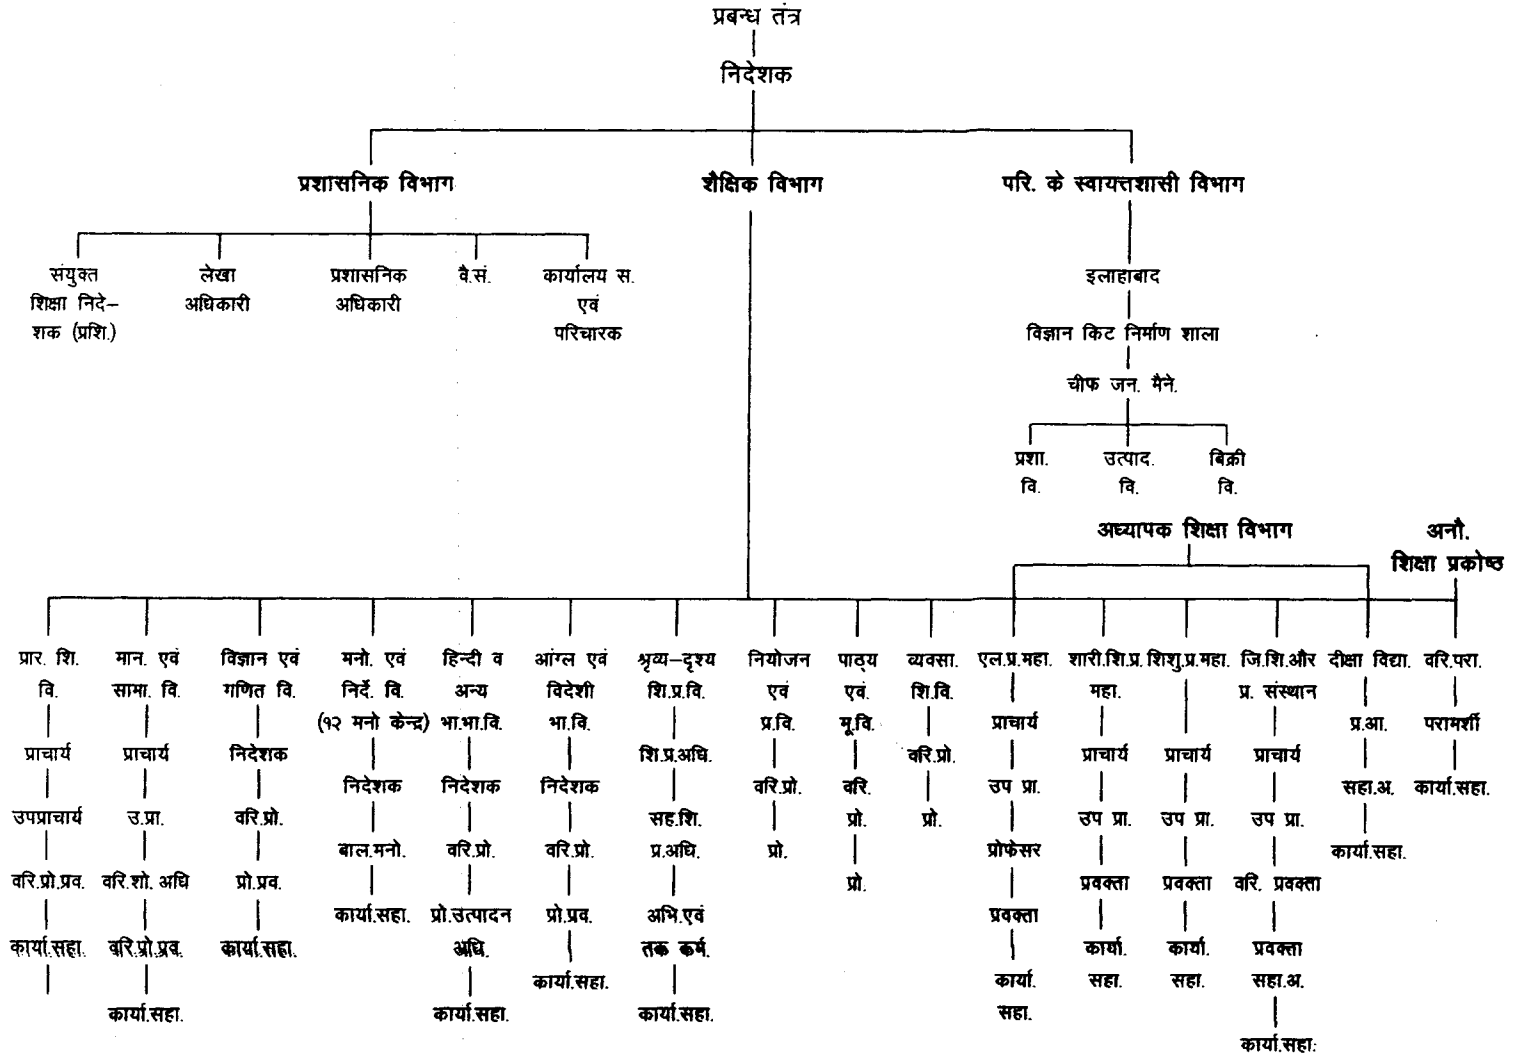 प्रबन्ध तंत्र
निदेशक
प्रशासनिक विभाग शैक्षिक विभाग परि. के स्वायत्तशासी विभाग
संयुक्त
शिक्षा निदे–
शक (प्रशि.)
लेखा
अधिकारी
प्रशासनिक
अधिकारी
वै.सं.
कार्यालय स.
एवं
परिचारक
इलाहाबाद
विज्ञान किट निर्माण शाला
चीफ जन. मैने.
प्रशा.
वि.
उत्पाद.
वि.
बिक्री
वि.
अध्यापक शिक्षा विभाग
अनौ.
शिक्षा प्रकोष्ठ
प्रार. शि.
वि.
प्राचार्य
उपप्राचार्य
वरि.प्रो.प्रव.
कार्या.सहा.
मान. एवं
सामा. वि.
प्राचार्य
उ.प्रा.
वरि.शो. अधि
वरि.प्रो.प्रव.
कार्या.सहा.
विज्ञान एवं
गणित वि.
निदेशक
वरि.प्रो.
प्रो.प्रव.
कार्या.सहा.
मनो. एवं
निर्दे. वि.
(१२ मनो केन्द्र)
निदेशक
बाल.मनो.
कार्या.सहा.
हिन्दी व
अन्य
भा.भा.वि.
निदेशक
वरि.प्रो.
प्रो.उत्पादन
अधि.
कार्या.सहा.
आंग्ल एवं
विदेशी
भा.वि.
निदेशक
वरि.प्रो.
प्रो.प्रव.
कार्या.सहा.
श्रृव्य–दृश्य
शि.प्र.वि.
शि.प्र.अधि.
सह.शि.
प्र.अधि.
अभि.एवं
तक कर्म.
कार्या.सहा.
नियोजन
एवं
प्र.वि.
वरि.प्रो.
प्रो.
पाठ्य
एवं
मू.वि.
वरि.
प्रो.
प्रो.
व्यवसा.
शि.वि.
वरि.प्रो.
प्रो.
एल.प्र.महा.
प्राचार्य
उप प्रा.
प्रोफेसर
प्रवक्ता
कार्या.
सहा.
शारी.शि.प्र.
महा.
प्राचार्य
उप प्रा.
प्रवक्ता
कार्या.
सहा.
शिशु.प्र.महा.
प्राचार्य
उप प्रा.
प्रवक्ता
कार्या.
सहा.
जि.शि.और
प्र. संस्थान
प्राचार्य
उप प्रा.
वरि. प्रवक्ता
प्रवक्ता
सहा.अ.
कार्या.सहा.
दीक्षा विद्या.
प्र.आ.
सहा.अ.
कार्या.सहा.
वरि.परा.
परामर्शी
कार्या.सहा.